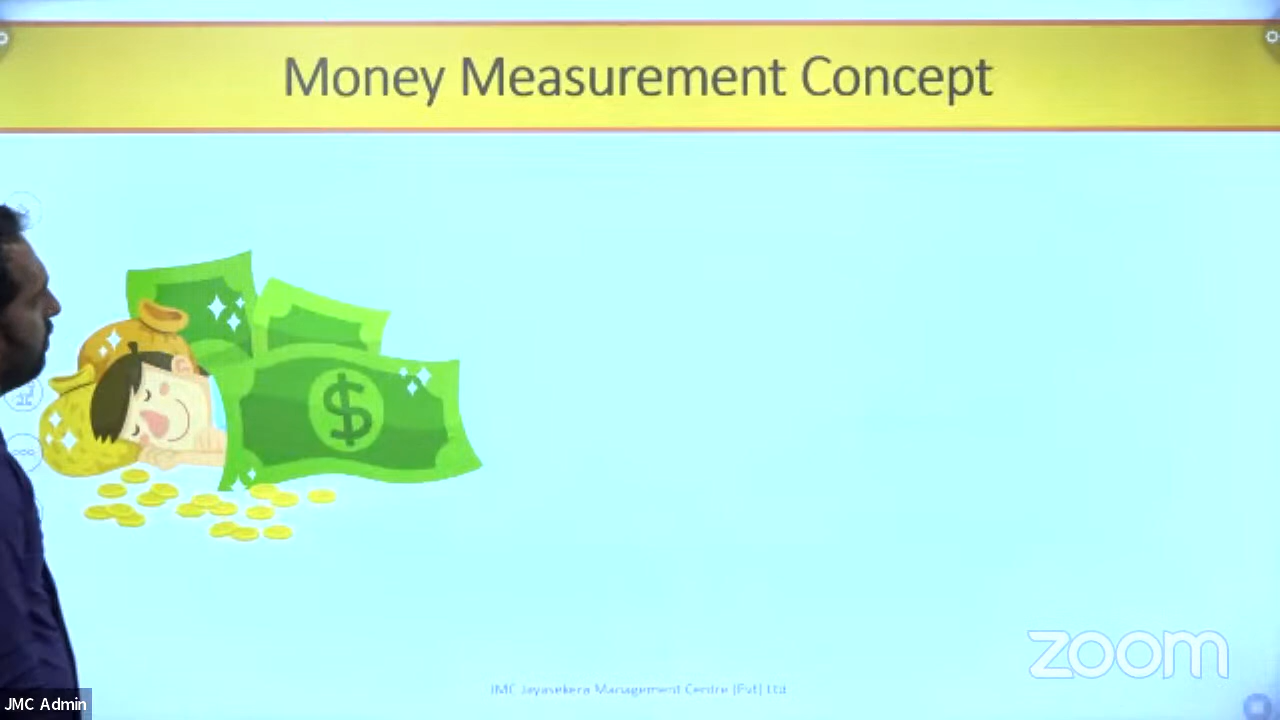 Money Measurement Concept
$
zoom
JMC Jayasekera Management Centre (Pvt) Ltd
JMC Admin